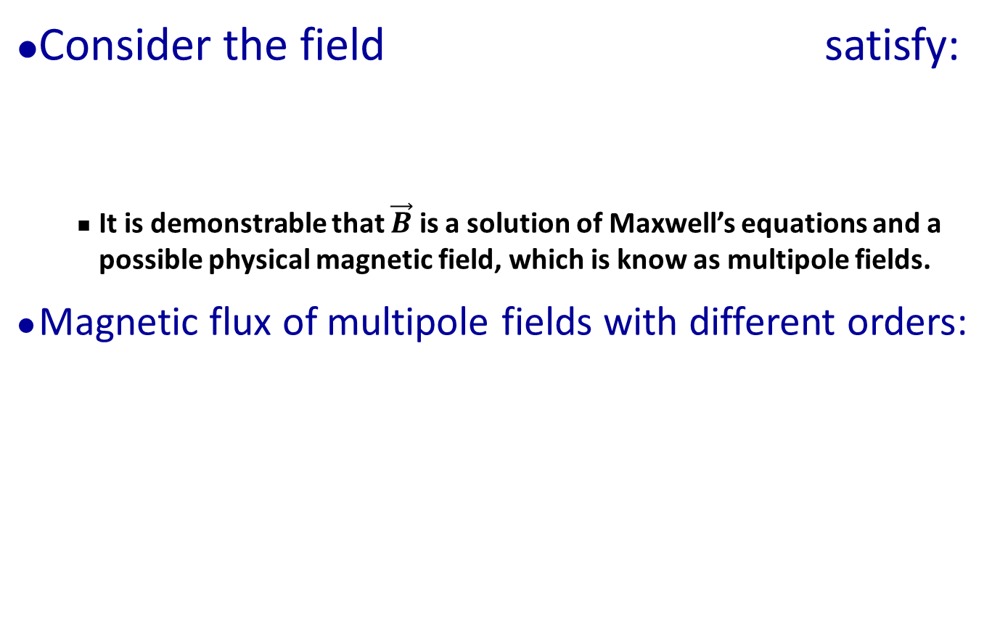 •Consider the field satisfy:
▪ It is demonstrable that $\overrightarrow{B}$ is a solution of Maxwell’s equations and a
possible physical magnetic field, which is know as multipole fields.
•Magnetic flux of multipole fields with different orders: